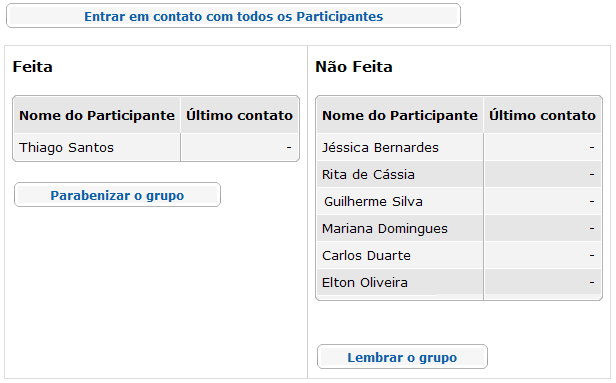 Entrar em contato com todos os Participantes
Feita
Nome do Participante Último contato
Thiago Santos -
Parabenizar o grupo
Não Feita
Nome do Participante Último contato
Jéssica Bernardes -
Rita de Cássia -
Guilherme Silva -
Mariana Domingues -
Carlos Duarte -
Elton Oliveira -
Lembrar o grupo